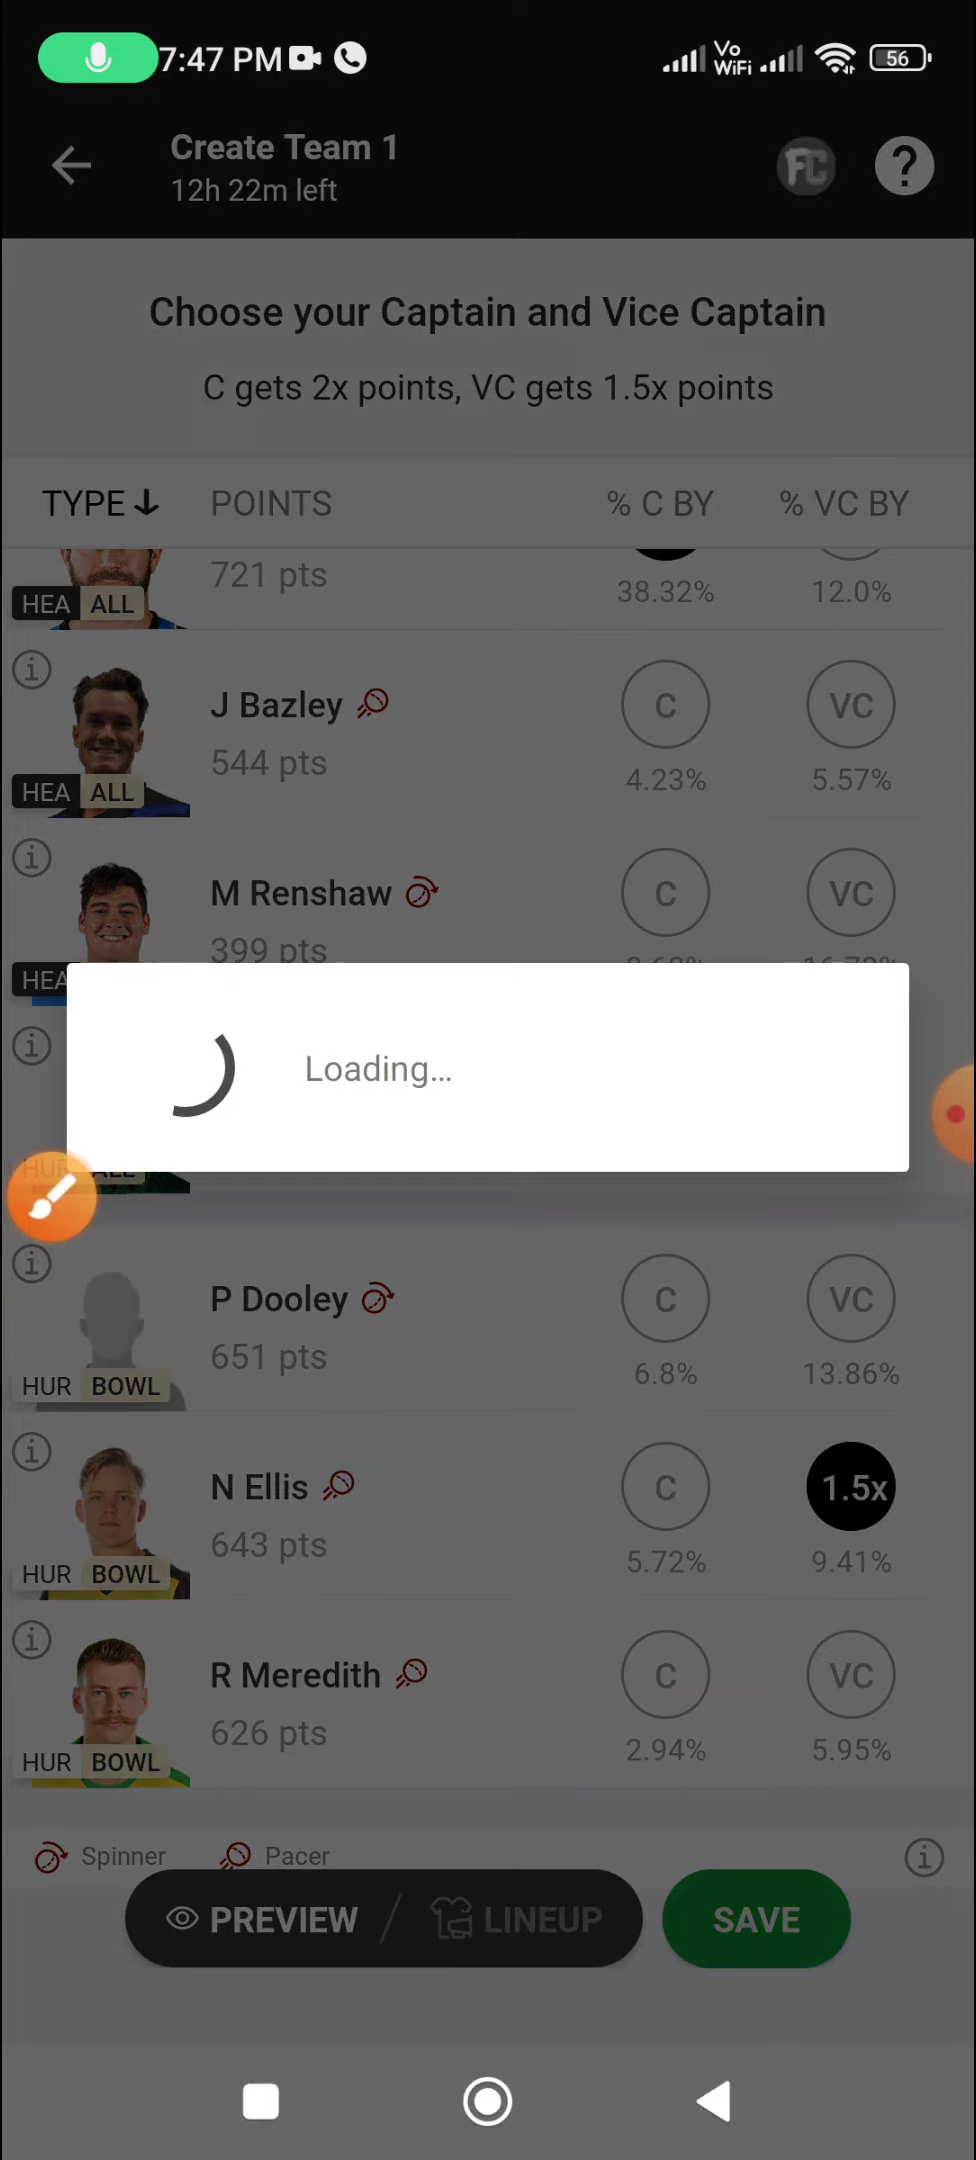 7:47 PM
Vo
WiFi
56
Create Team 1
12h 22m left
FC
?
Choose your Captain and Vice Captain
C gets 2x points, VC gets 1.5x points
TYPE POINTS % C BY % VC BY
721 pts
38.32% 12.0%
HEA ALL
J Bazley C VC
544 pts
4.23% 5.57%
HEA ALL
M Renshaw C VC
399 pts
HEA
Loading...
HUR ALL
P Dooley C VC
651 pts
6.8% 13.86%
HUR BOWL
N Ellis C 1.5x
643 pts
5.72% 9.41%
HUR BOWL
R Meredith C VC
626 pts
2.94% 5.95%
HUR BOWL
Spinner Pacer
PREVIEW / LINEUP SAVE